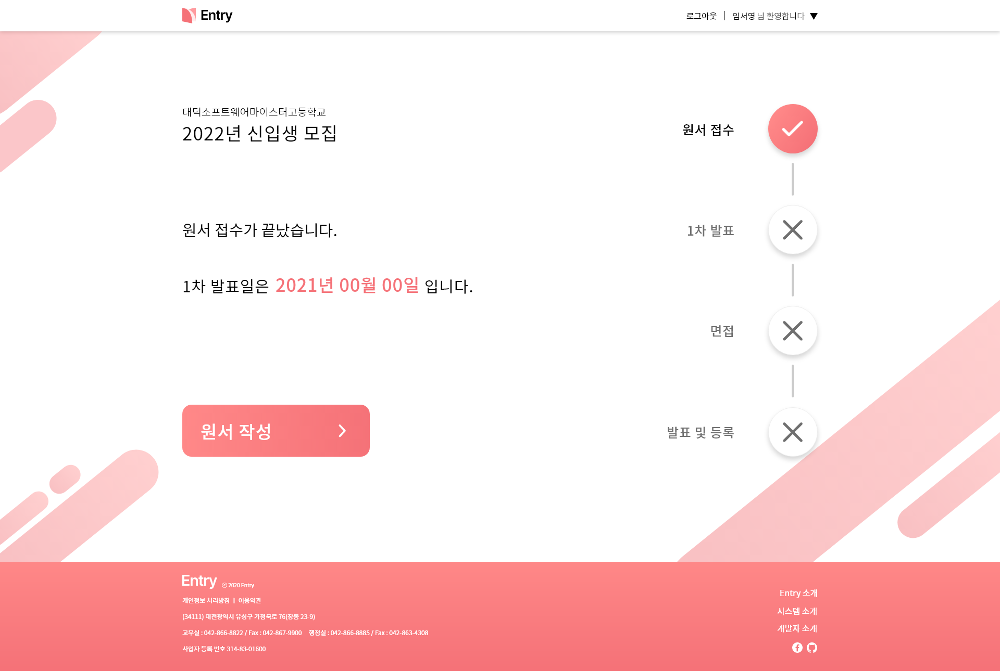 Entry
로그아웃 | 임서영 님 환영합니다 ▼
대덕소프트웨어마이스터고등학교
2022년 신입생 모집
원서 접수
원서 접수가 끝났습니다.
1차 발표
1차 발표일은 2021년 00월 00일 입니다.
면접
원서 작성
발표 및 등록
Entry ⓒ 2020 Entry
개인정보 처리방침 | 이용약관
(34111) 대전광역시 유성구 가정북로 76(장동 23-9)
교무실 : 042-866-8822 / Fax : 042-867-9900 행정실 : 042-866-8885 / Fax : 042-863-4308
사업자 등록 번호 314-83-01600
Entry 소개
시스템 소개
개발자 소개